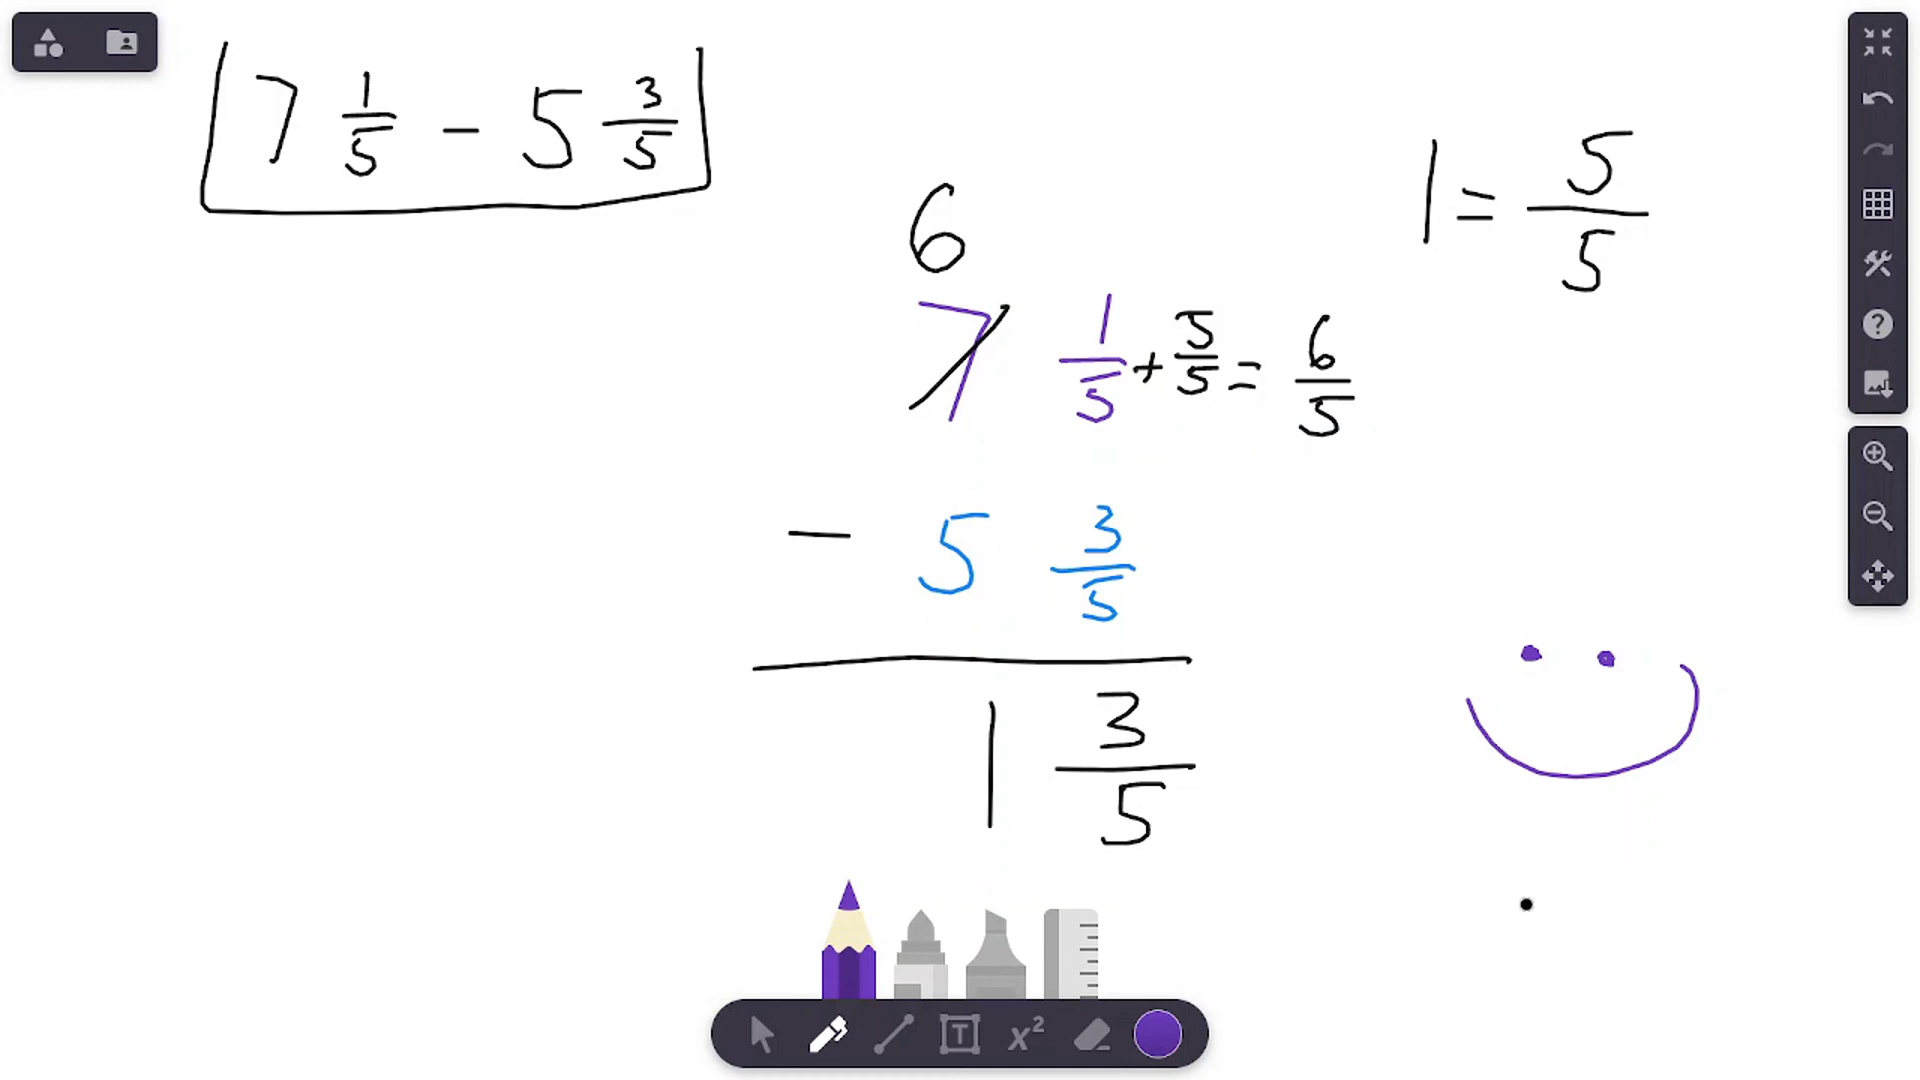 7 1/5 - 5 3/5
1 = 5/5
6
7 1/5 + 5/5 = 6/5
- 5 3/5
1 3/5
?
T x²